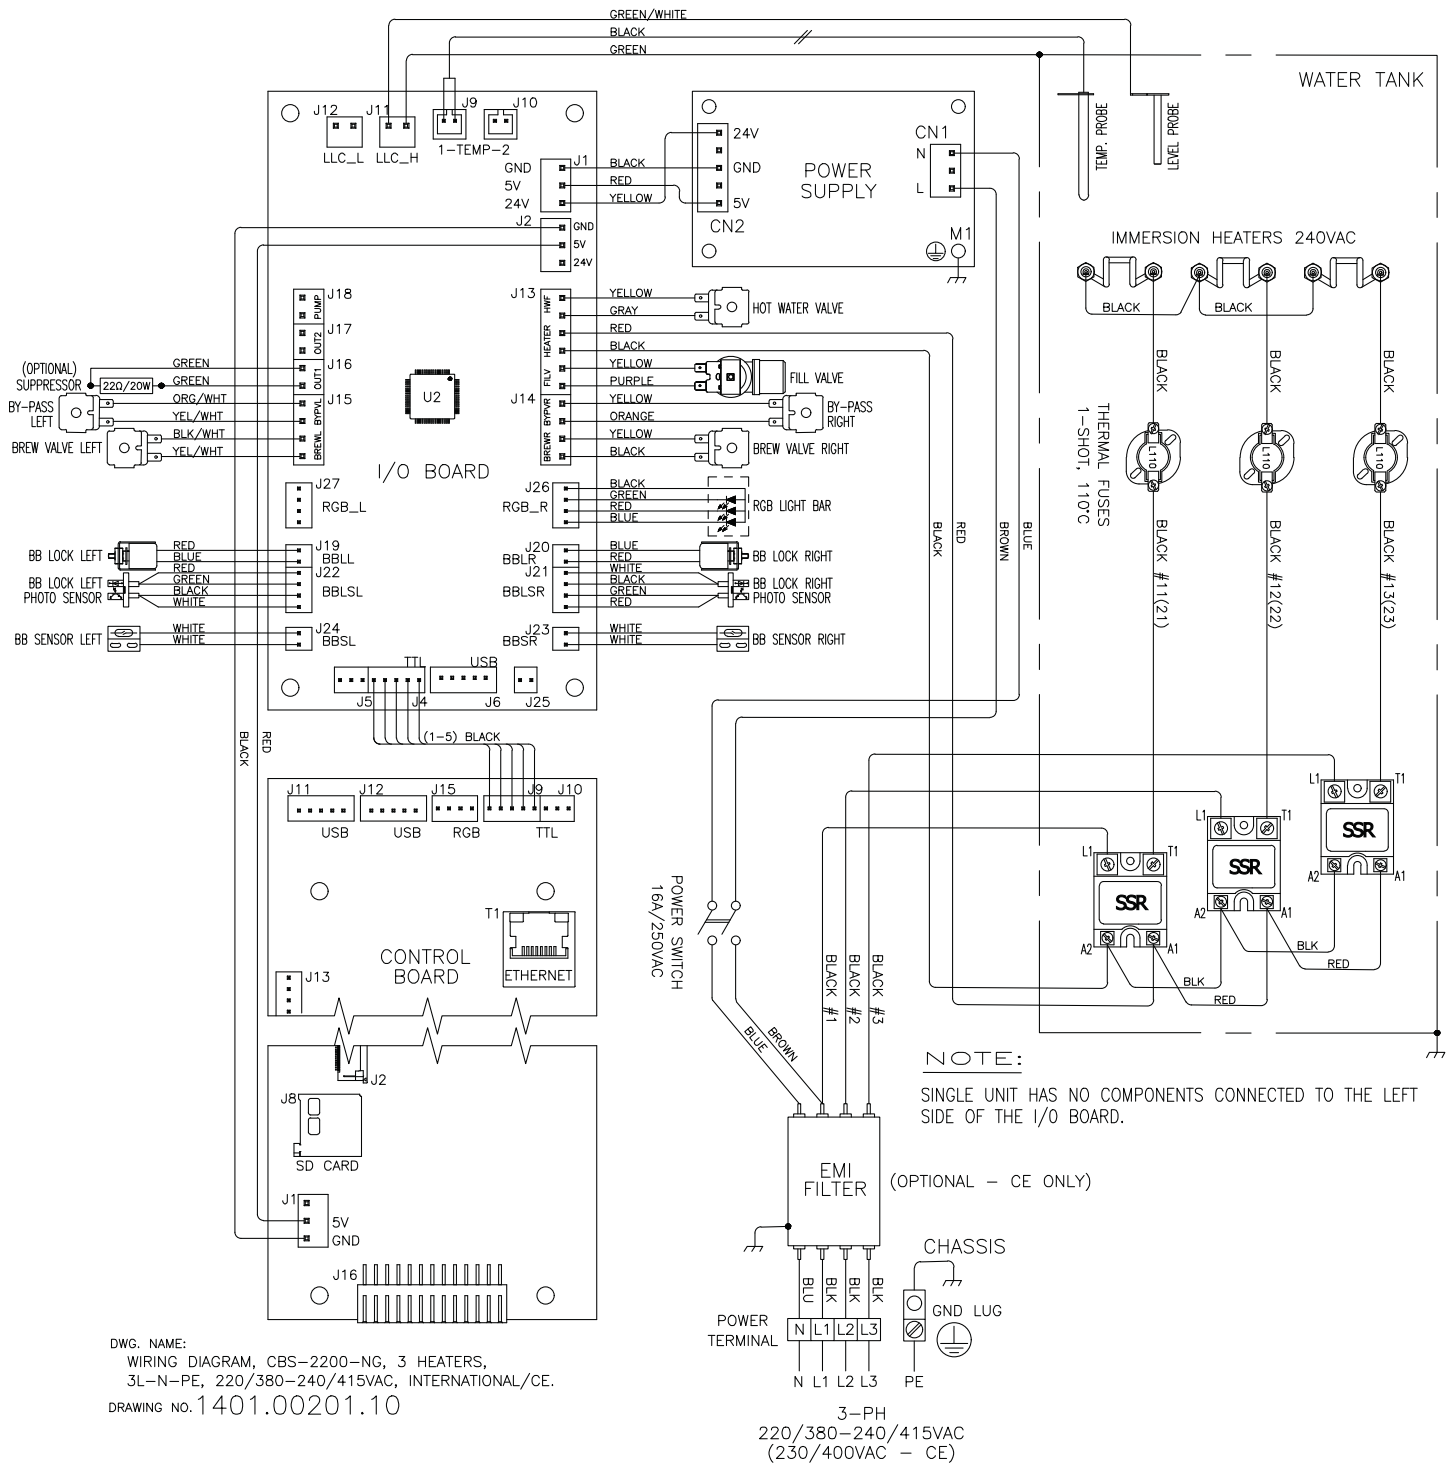 GREEN/WHITE
BLACK
GREEN
WATER TANK
TEMP. PROBE
LEVEL PROBE
J12
LLC_L
J11
LLC_H
J9
J10
1-TEMP-2
J1
GND
5V
24V
BLACK
RED
YELLOW
J2
GND
5V
24V
24V
GND
5V
CN2
POWER
SUPPLY
CN1
N
L
M1
IMMERSION HEATERS 240VAC
BLACK
BLACK
J18
PUMP
J17
OUT2
J16
OUT1
J15
BYPVL
BREWL
J13
HWF
HEATER
FILV
J14
BYPVR
BREWR
YELLOW
GRAY
HOT WATER VALVE
RED
BLACK
YELLOW
PURPLE
FILL VALVE
YELLOW
ORANGE
BY-PASS
RIGHT
YELLOW
BLACK
BREW VALVE RIGHT
(OPTIONAL)
SUPPRESSOR
22Ω/20W
GREEN
GREEN
BY-PASS
LEFT
ORG/WHT
YEL/WHT
BREW VALVE LEFT
BLK/WHT
YEL/WHT
U2
I/O BOARD
J27
RGB_L
J26
RGB_R
BLACK
GREEN
RED
BLUE
RGB LIGHT BAR
BB LOCK LEFT
RED
BLUE
J19
BBLL
BB LOCK LEFT
PHOTO SENSOR
RED
GREEN
BLACK
WHITE
J22
BBLSL
BB SENSOR LEFT
WHITE
WHITE
J24
BBSL
J20
BBLR
BLUE
RED
BB LOCK RIGHT
J21
BBLSR
WHITE
BLACK
GREEN
RED
BB LOCK RIGHT
PHOTO SENSOR
J23
BBSR
WHITE
WHITE
BB SENSOR RIGHT
TTL
USB
J5
J4
J6
J25
(1-5) BLACK
BLACK
RED
BLACK
RED
BROWN
BLUE
BLACK
BLACK
BLACK
THERMAL FUSES
1-SHOT, 110°C
L110
L110
L110
BLACK #11(21)
BLACK #12(22)
BLACK #13(23)
J11
USB
J12
USB
J15
RGB
J9
J10
TTL
T1
ETHERNET
CONTROL
BOARD
J13
J2
J8
SD CARD
J1
5V
GND
J16
POWER SWITCH
16A/250VAC
BLUE
BROWN
BLACK #1
BLACK #2
BLACK #3
L1
T1
SSR
A2
A1
L1
T1
SSR
A2
A1
L1
T1
SSR
A2
A1
BLK
RED
BLK
RED
NOTE:
SINGLE UNIT HAS NO COMPONENTS CONNECTED TO THE LEFT
SIDE OF THE I/O BOARD.
EMI
FILTER
(OPTIONAL - CE ONLY)
BLU
BLK
BLK
BLK
POWER
TERMINAL
N L1 L2 L3
N L1 L2 L3
CHASSIS
GND LUG
PE
3-PH
220/380-240/415VAC
(230/400VAC - CE)
DWG. NAME:
WIRING DIAGRAM, CBS-2200-NG, 3 HEATERS,
3L-N-PE, 220/380-240/415VAC, INTERNATIONAL/CE.
DRAWING NO. 1401.00201.10